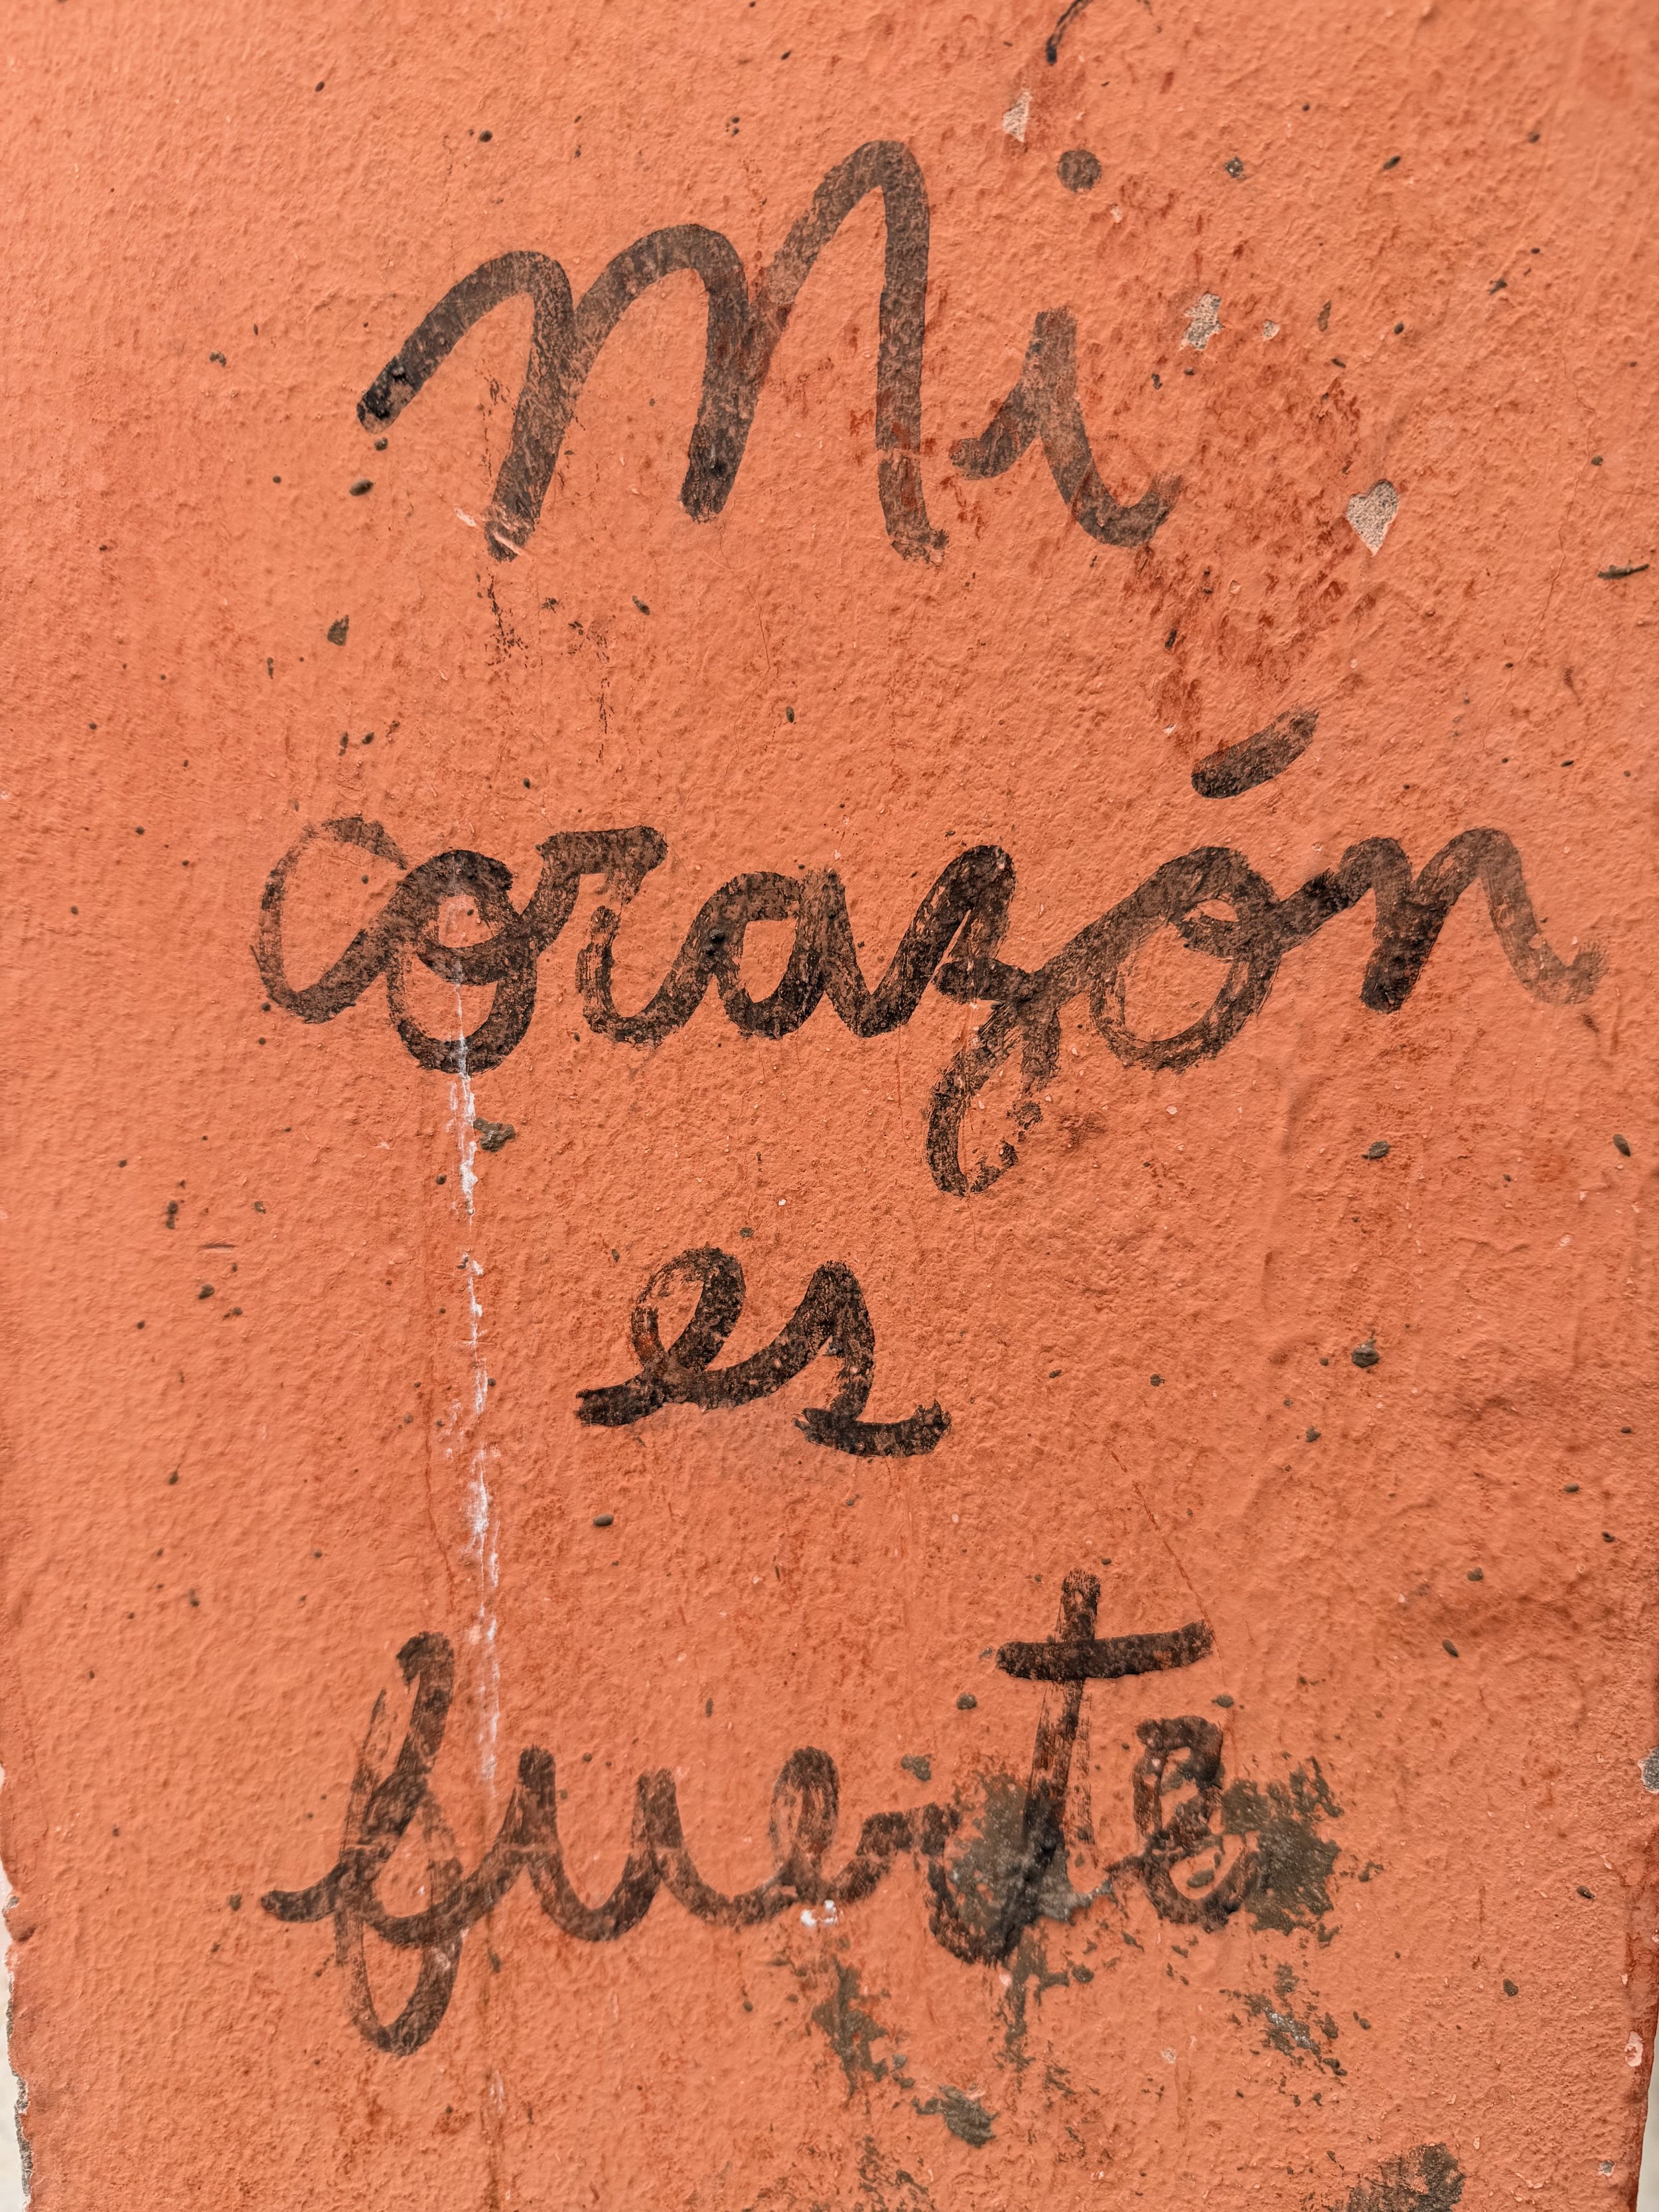 Mi
corazón
es
fuerte